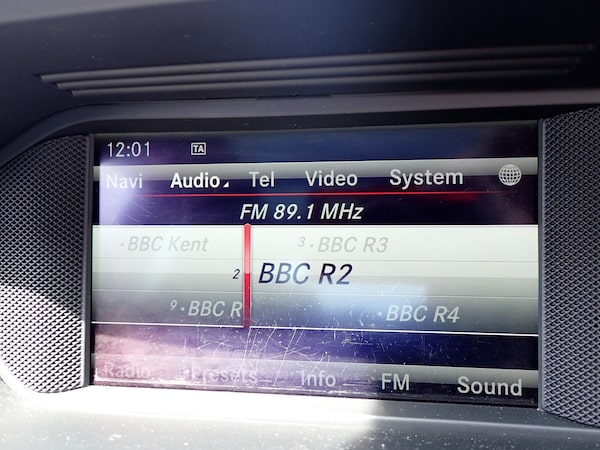 12:01 TA
Navi Audio Tel Video System
FM 89.1 MHz
· BBC Kent 3 · BBC R3
2 BBC R2
9 · BBC R · BBC R4
Radio Presets Info FM Sound